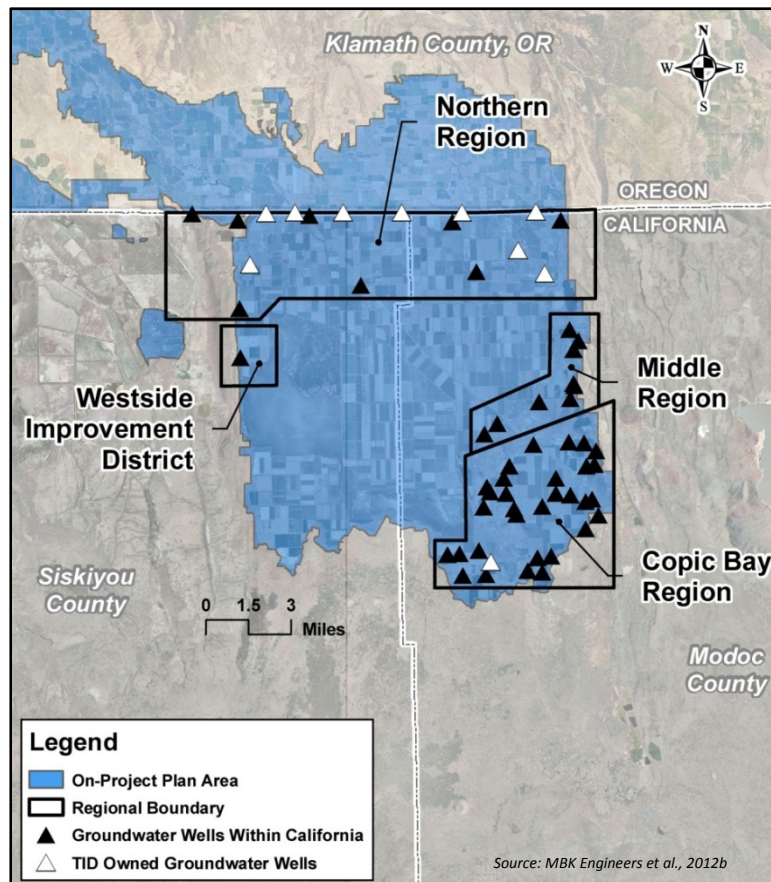 Klamath County, OR
N
W E
S
Northern
Region
OREGON
CALIFORNIA
Middle
Region
Westside
Improvement
District
Copic Bay
Region
Siskiyou
County
0 1.5 3
Miles
Modoc
County
Legend
On-Project Plan Area
Regional Boundary
Groundwater Wells Within California
TID Owned Groundwater Wells
Source: MBK Engineers et al., 2012b